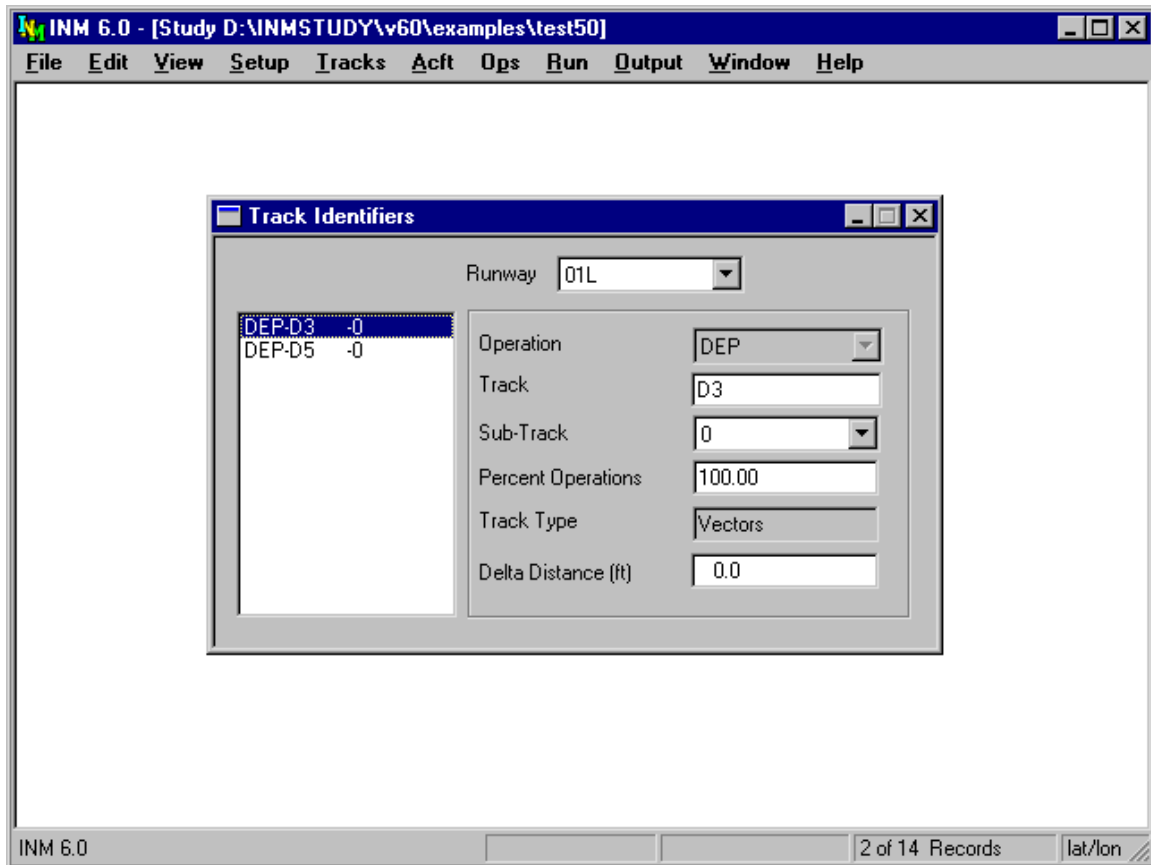 INM 6.0 - [Study D:\INMSTUDY\v60\examples\test50]
File Edit View Setup Tracks Acft Ops Run Output Window Help
Track Identifiers
Runway 01L
DEP-D3 -0
DEP-D5 -0
Operation DEP
Track D3
Sub-Track 0
Percent Operations 100.00
Track Type Vectors
Delta Distance (ft) 0.0
INM 6.0 2 of 14 Records lat/lon